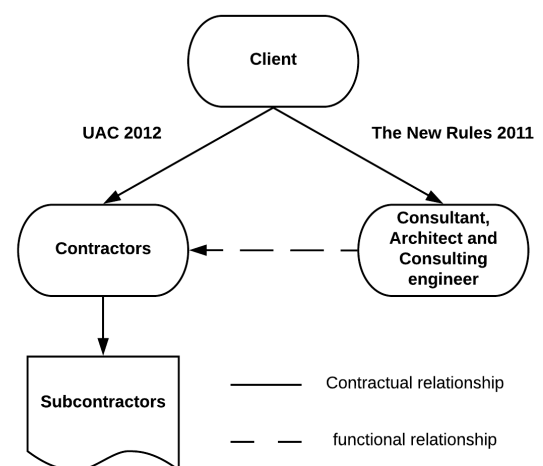 Client
UAC 2012
The New Rules 2011
Contractors
Consultant,
Architect and
Consulting
engineer
Subcontractors
Contractual relationship
functional relationship